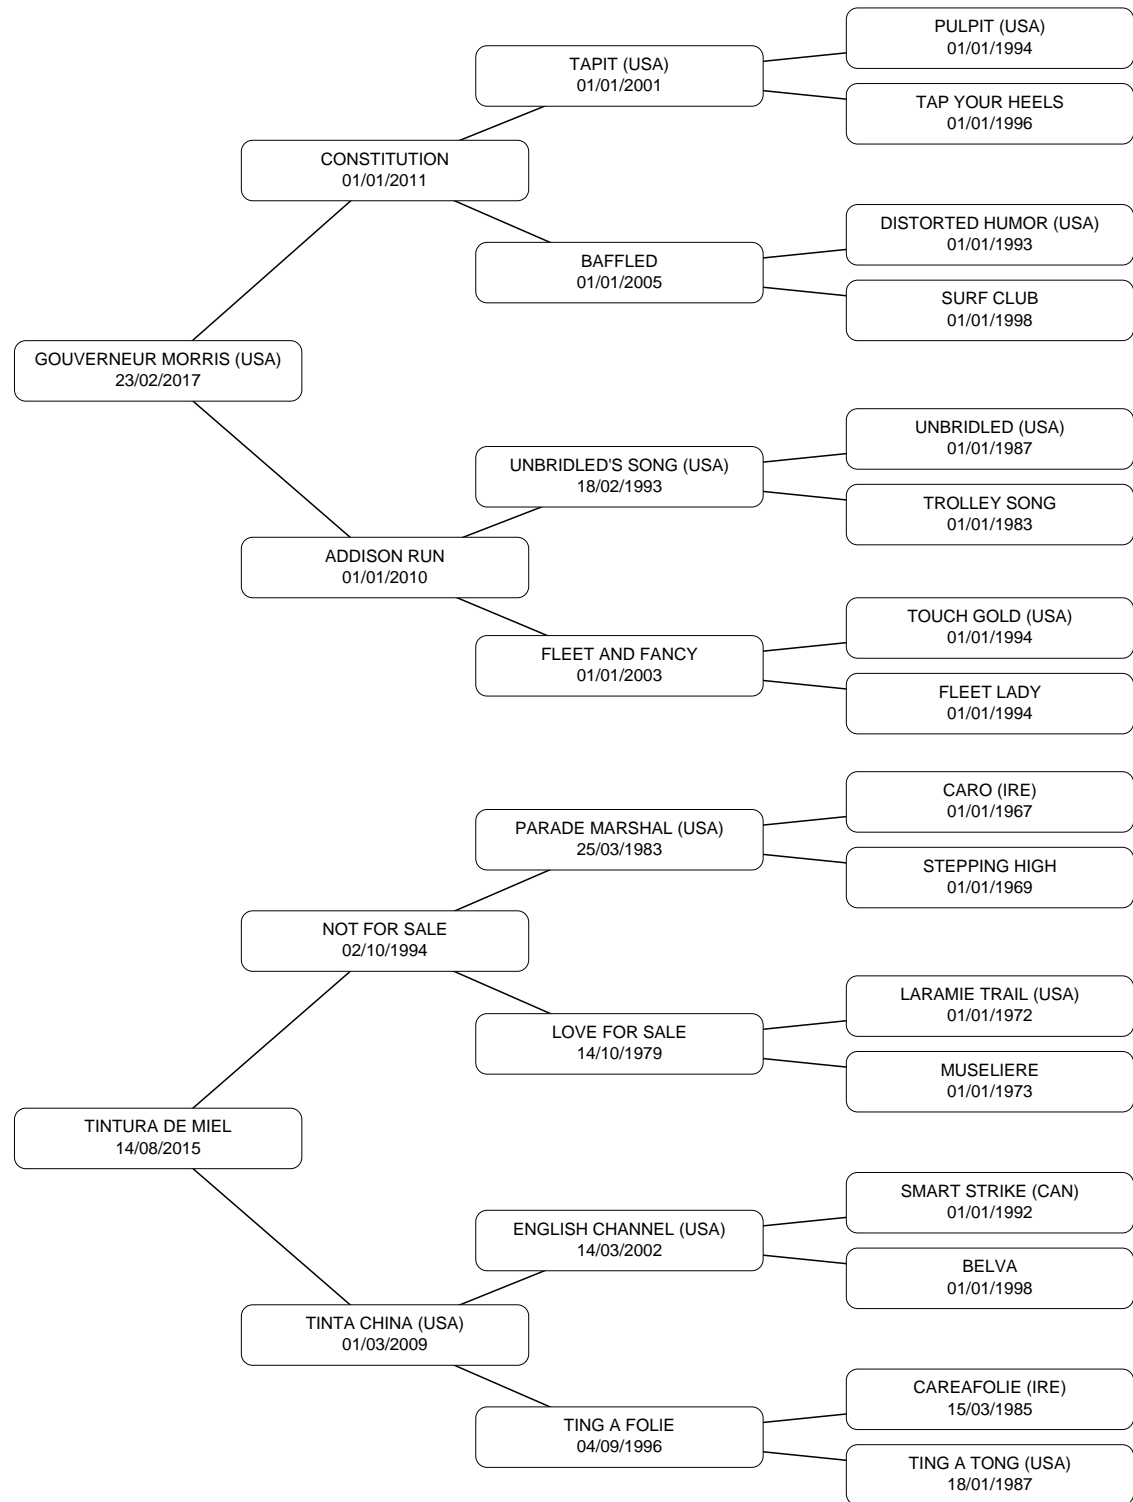 PULPIT (USA)
01/01/1994
TAPIT (USA)
01/01/2001
TAP YOUR HEELS
01/01/1996
CONSTITUTION
01/01/2011
DISTORTED HUMOR (USA)
01/01/1993
BAFFLED
01/01/2005
SURF CLUB
01/01/1998
GOUVERNEUR MORRIS (USA)
23/02/2017
UNBRIDLED (USA)
01/01/1987
UNBRIDLED'S SONG (USA)
18/02/1993
TROLLEY SONG
01/01/1983
ADDISON RUN
01/01/2010
TOUCH GOLD (USA)
01/01/1994
FLEET AND FANCY
01/01/2003
FLEET LADY
01/01/1994
CARO (IRE)
01/01/1967
PARADE MARSHAL (USA)
25/03/1983
STEPPING HIGH
01/01/1969
NOT FOR SALE
02/10/1994
LARAMIE TRAIL (USA)
01/01/1972
LOVE FOR SALE
14/10/1979
MUSELIERE
01/01/1973
TINTURA DE MIEL
14/08/2015
SMART STRIKE (CAN)
01/01/1992
ENGLISH CHANNEL (USA)
14/03/2002
BELVA
01/01/1998
TINTA CHINA (USA)
01/03/2009
CAREAFOLIE (IRE)
15/03/1985
TING A FOLIE
04/09/1996
TING A TONG (USA)
18/01/1987